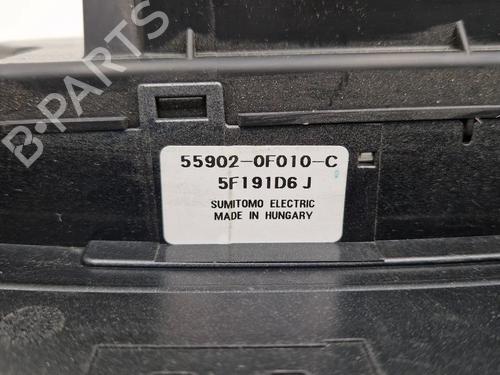 B-PARTS
55902-0F010-C
5F191D6 J
SUMITOMO ELECTRIC
MADE IN HUNGARY